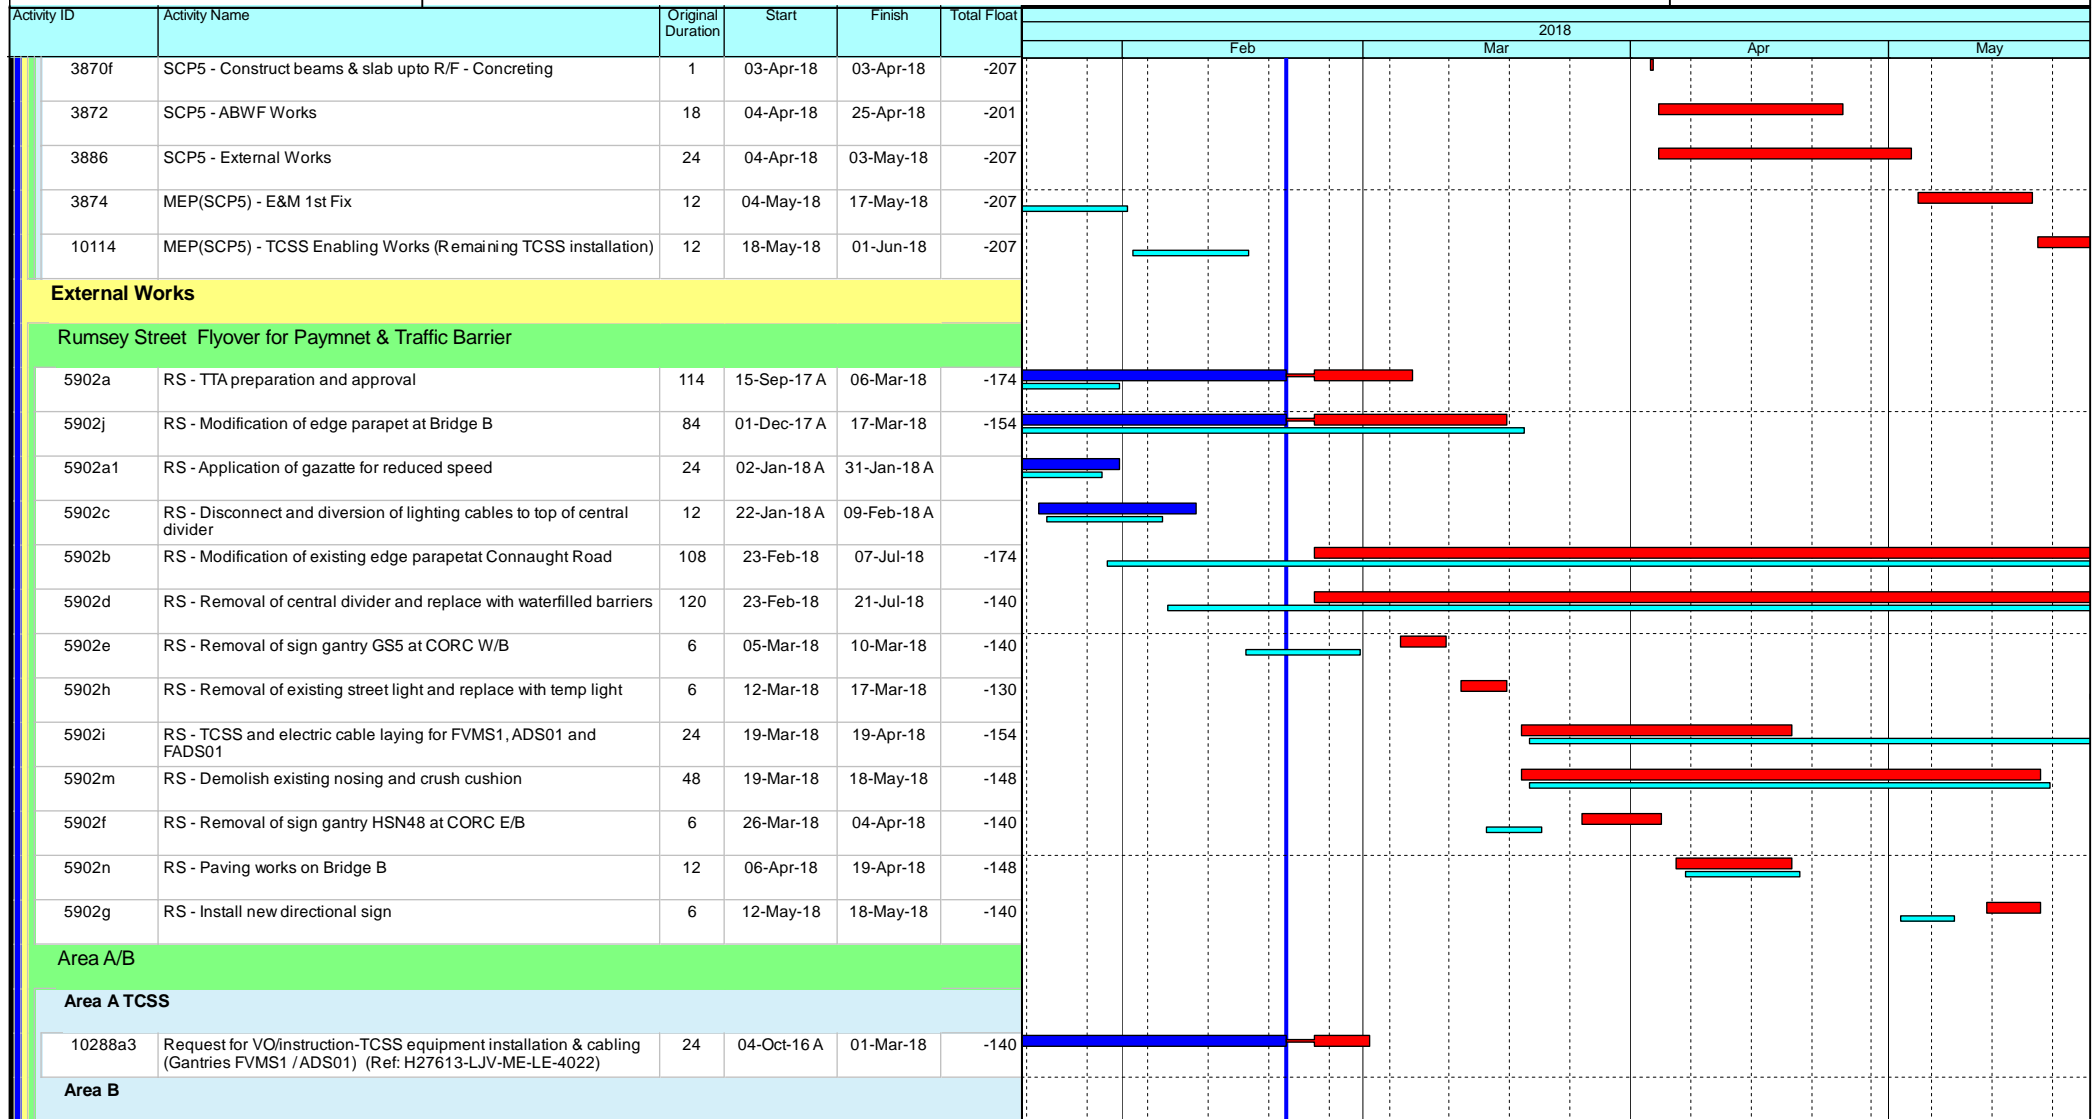 Activity ID Activity Name Original Start Finish Total Float
Duration
2018
Feb Mar Apr May
3870f SCP5 - Construct beams & slab upto R/F - Concreting 1 03-Apr-18 03-Apr-18 -207
3872 SCP5 - ABWF Works 18 04-Apr-18 25-Apr-18 -201
3886 SCP5 - External Works 24 04-Apr-18 03-May-18 -207
3874 MEP(SCP5) - E&M 1st Fix 12 04-May-18 17-May-18 -207
10114 MEP(SCP5) - TCSS Enabling Works (Remaining TCSS installation) 12 18-May-18 01-Jun-18 -207
External Works
Rumsey Street Flyover for Paymnet & Traffic Barrier
5902a RS - TTA preparation and approval 114 15-Sep-17 A 06-Mar-18 -174
5902j RS - Modification of edge parapet at Bridge B 84 01-Dec-17 A 17-Mar-18 -154
5902a1 RS - Application of gazatte for reduced speed 24 02-Jan-18 A 31-Jan-18 A
5902c RS - Disconnect and diversion of lighting cables to top of central 12 22-Jan-18 A 09-Feb-18 A
divider
5902b RS - Modification of existing edge parapetat Connaught Road 108 23-Feb-18 07-Jul-18 -174
5902d RS - Removal of central divider and replace with waterfilled barriers 120 23-Feb-18 21-Jul-18 -140
5902e RS - Removal of sign gantry GS5 at CORC W/B 6 05-Mar-18 10-Mar-18 -140
5902h RS - Removal of existing street light and replace with temp light 6 12-Mar-18 17-Mar-18 -130
5902i RS - TCSS and electric cable laying for FVMS1, ADS01 and 24 19-Mar-18 19-Apr-18 -154
FADS01
5902m RS - Demolish existing nosing and crush cushion 48 19-Mar-18 18-May-18 -148
5902f RS - Removal of sign gantry HSN48 at CORC E/B 6 26-Mar-18 04-Apr-18 -140
5902n RS - Paving works on Bridge B 12 06-Apr-18 19-Apr-18 -148
5902g RS - Install new directional sign 6 12-May-18 18-May-18 -140
Area A/B
Area A TCSS
10288a3 Request for VO/instruction-TCSS equipment installation & cabling 24 04-Oct-16 A 01-Mar-18 -140
(Gantries FVMS1 / ADS01) (Ref: H27613-LJV-ME-LE-4022)
Area B